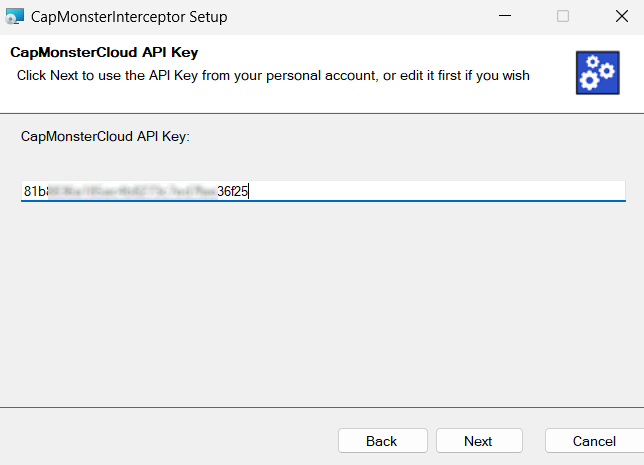 CapMonsterInterceptor Setup
CapMonsterCloud API Key
Click Next to use the API Key from your personal account, or edit it first if you wish
CapMonsterCloud API Key:
81b 36f25
Back Next Cancel